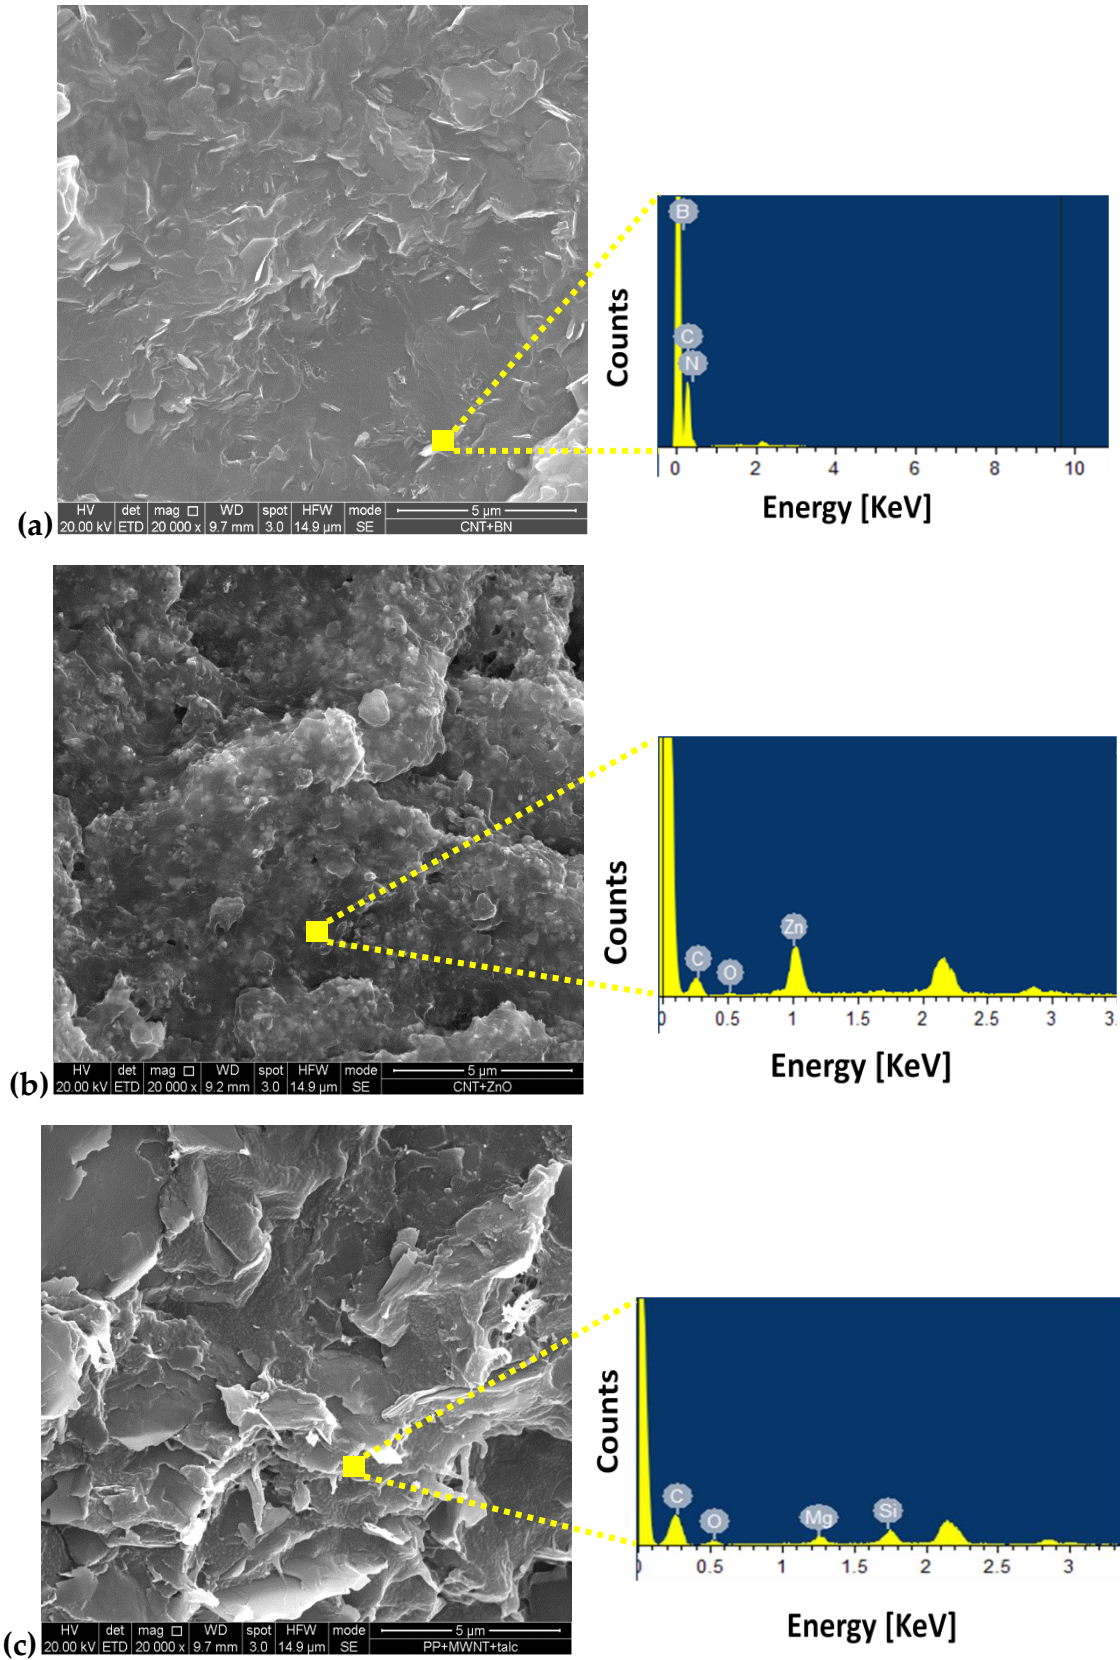 B
C
N
Counts
0 2 4 6 8 10
Energy [KeV]
HV det mag WD spot HFW mode 5 µm
20.00 kV ETD 20 000 x 9.7 mm 3.0 14.9 µm SE CNT+BN
(a)
Zn
C
O
Counts
0 0.5 1 1.5 2 2.5 3 3.
Energy [KeV]
HV det mag WD spot HFW mode 5 µm
20.00 kV ETD 20 000 x 9.2 mm 3.0 14.9 µm SE CNT+ZnO
(b)
C
O
Mg
Si
Counts
0 0.5 1 1.5 2 2.5 3
Energy [KeV]
HV det mag WD spot HFW mode 5 µm
20.00 kV ETD 20 000 x 9.7 mm 3.0 14.9 µm SE PP+MWNT+talc
(c)